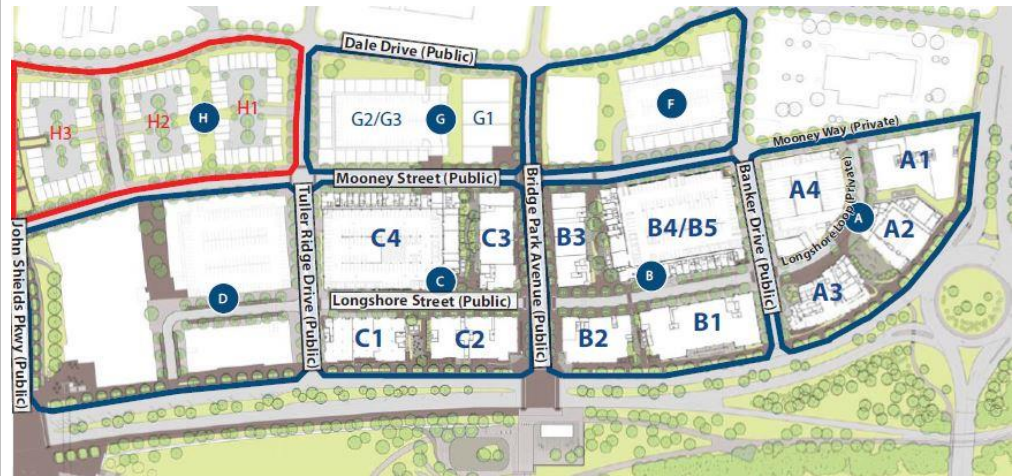 Dale Drive (Public)
H1
H2
H3
H
G2/G3
G
G1
F
Mooney Way (Private)
Mooney Street (Public)
John Shields Pkwy (Public)
Tuller Ridge Drive (Public)
Bridge Park Avenue (Public)
Banker Drive (Public)
Longshore Loop (Private)
A1
A4
A
A2
A3
C4
C3
C
B3
B4/B5
B
D
Longshore Street (Public)
C1
C2
B2
B1